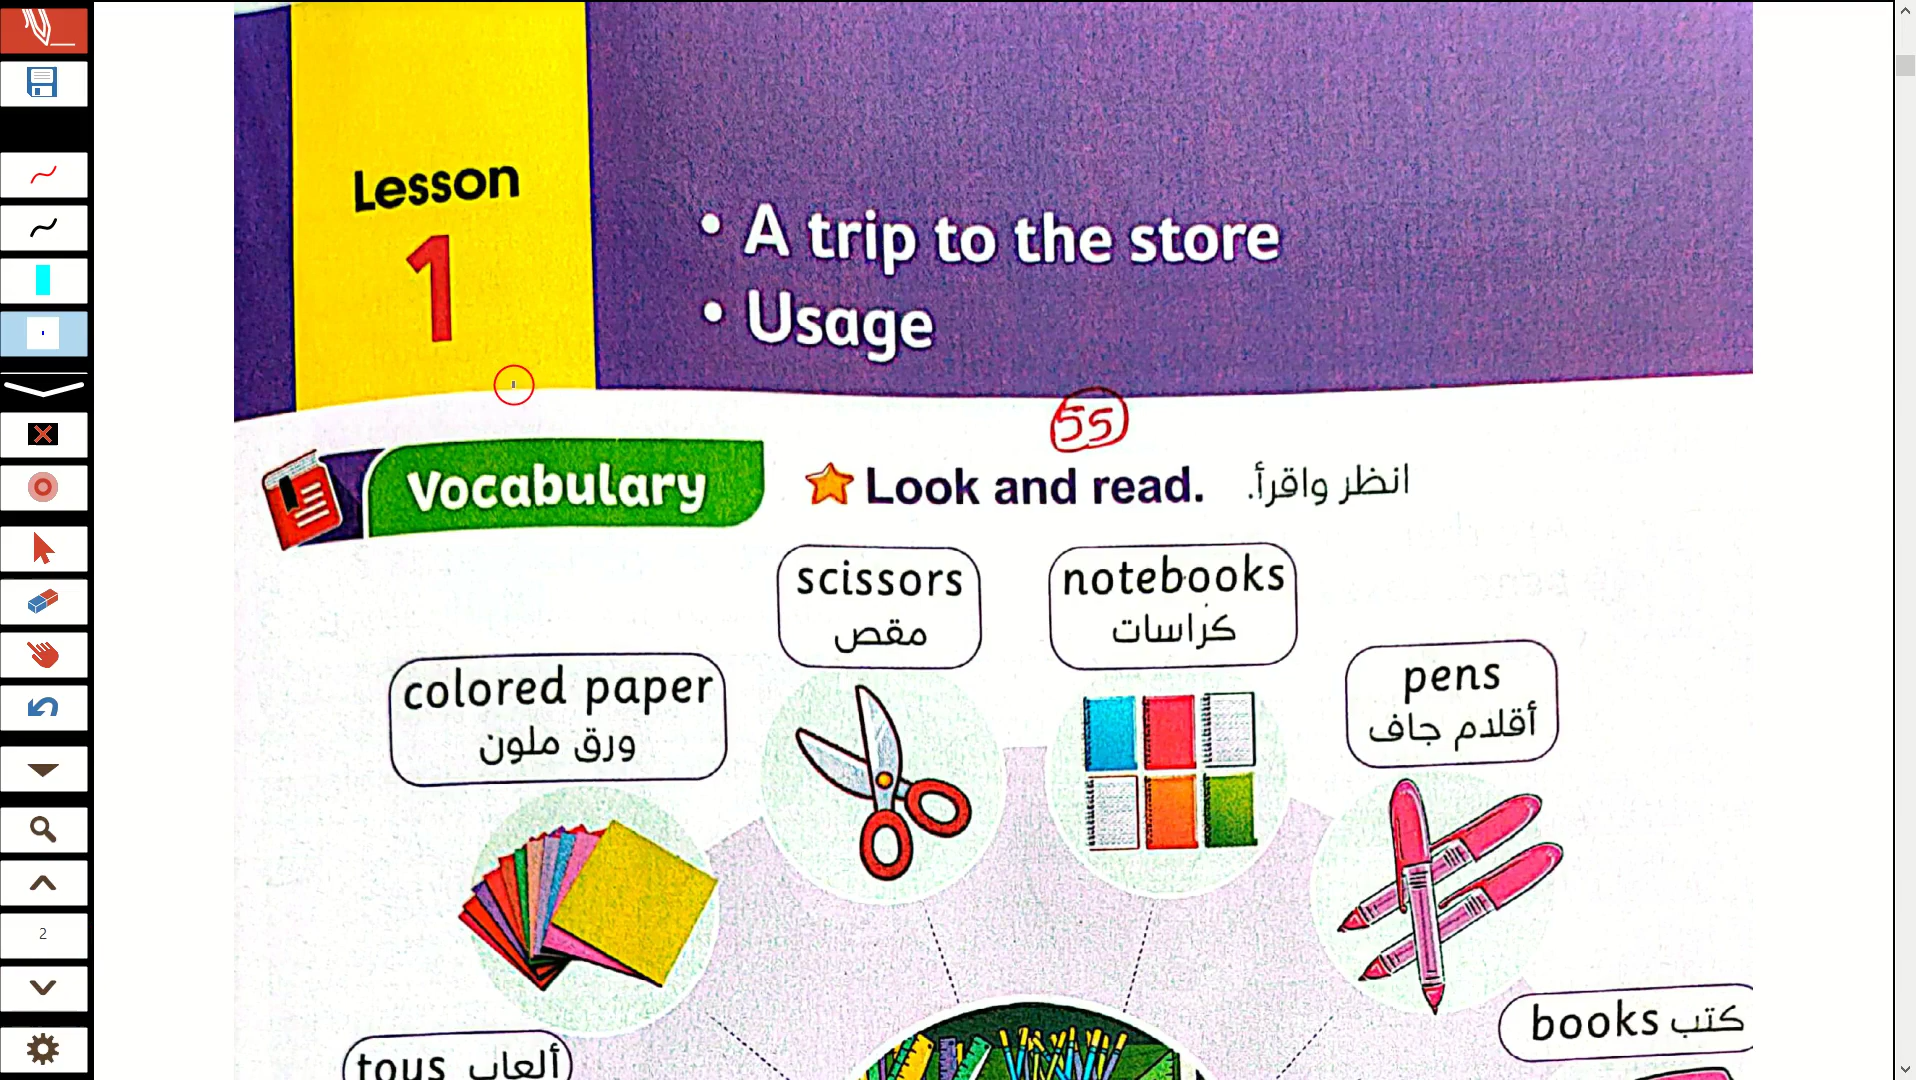 Lesson
1
• A trip to the store
• Usage
55
Vocabulary
Look and read. انظر واقرأ.
scissors
مقص
notebooks
كراسات
pens
أقلام جاف
colored paper
ورق ملون
books كتب
toys ألعاب
2